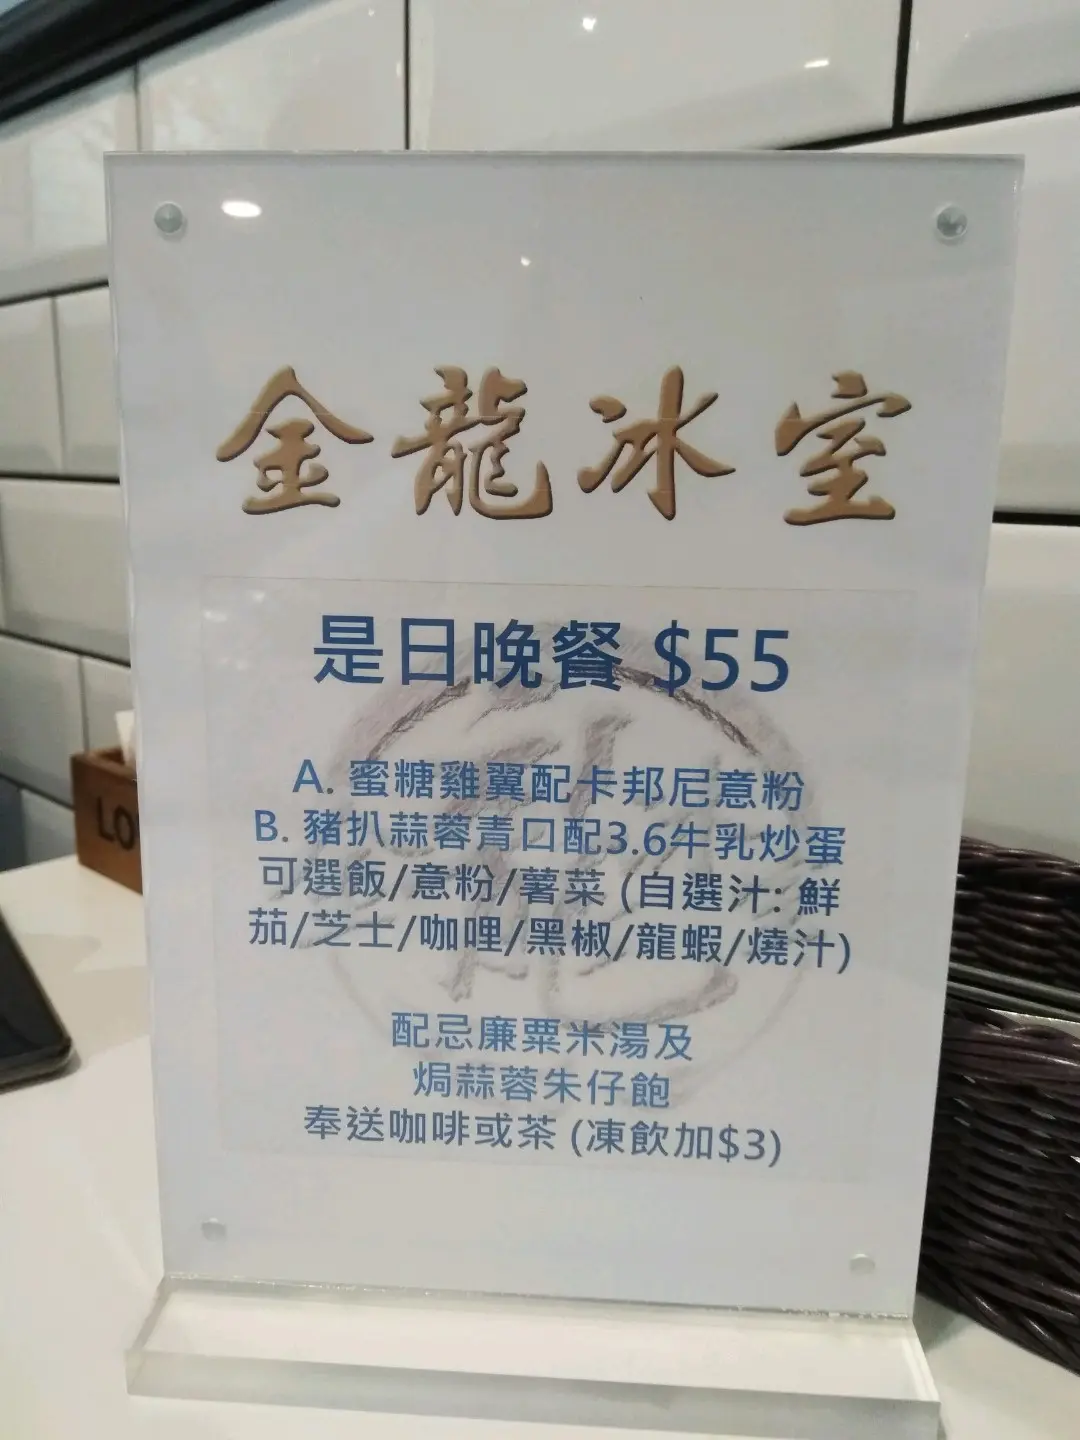 金龍冰室
是日晚餐 $55
A. 蜜糖雞翼配卡邦尼意粉
B. 豬扒蒜蓉青口配3.6牛乳炒蛋
可選飯/意粉/薯菜 (自選汁: 鮮
茄/芝士/咖哩/黑椒/龍蝦/燒汁)
配忌廉粟米湯及
焗蒜蓉朱仔飽
奉送咖啡或茶 (凍飲加$3)
LO